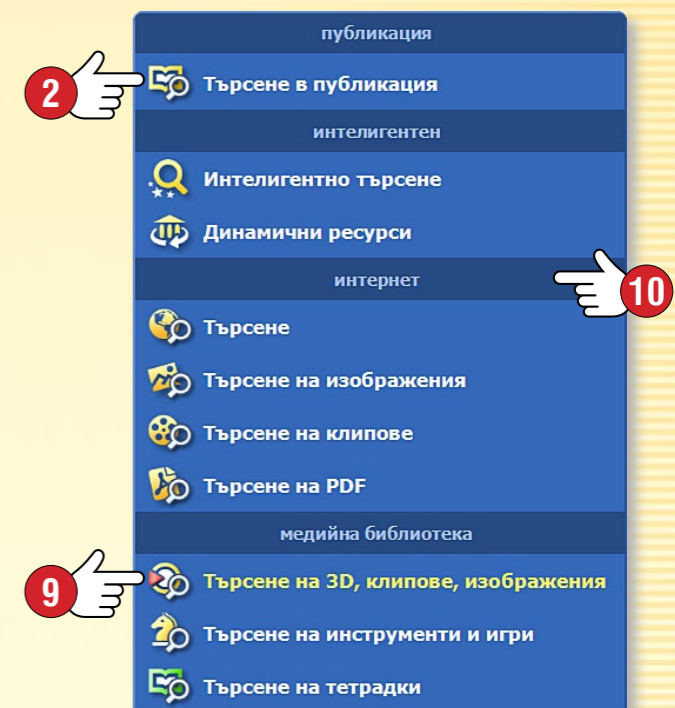 публикация
2
Търсене в публикация
интелигентен
Интелигентно търсене
Динамични ресурси
интернет
10
Търсене
Търсене на изображения
Търсене на клипове
Търсене на PDF
медийна библиотека
9
Търсене на 3D, клипове, изображения
Търсене на инструменти и игри
Търсене на тетрадки